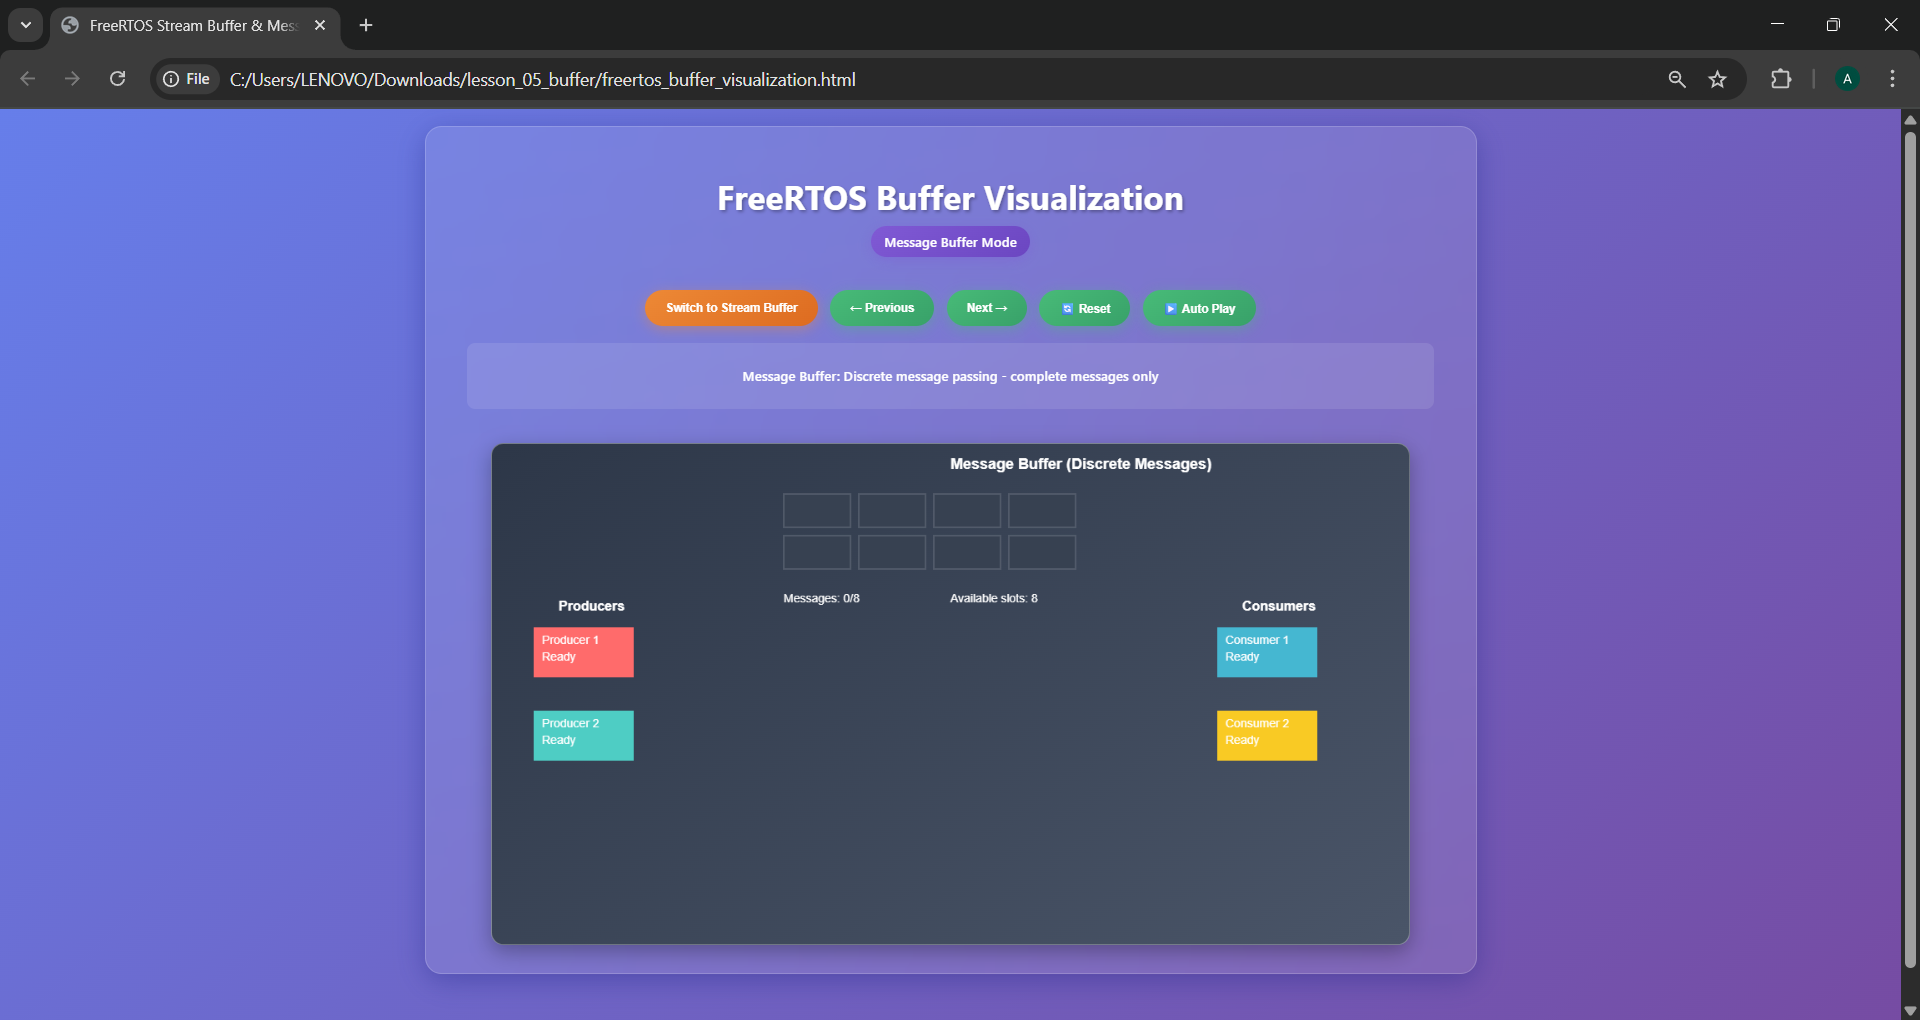 FreeRTOS Stream Buffer & Mess
File C:/Users/LENOVO/Downloads/lesson_05_buffer/freertos_buffer_visualization.html
A
FreeRTOS Buffer Visualization
Message Buffer Mode
Switch to Stream Buffer ← Previous Next → Reset Auto Play
Message Buffer: Discrete message passing - complete messages only
Message Buffer (Discrete Messages)
Messages: 0/8 Available slots: 8
Producers Consumers
Producer 1 Consumer 1
Ready Ready
Producer 2 Consumer 2
Ready Ready